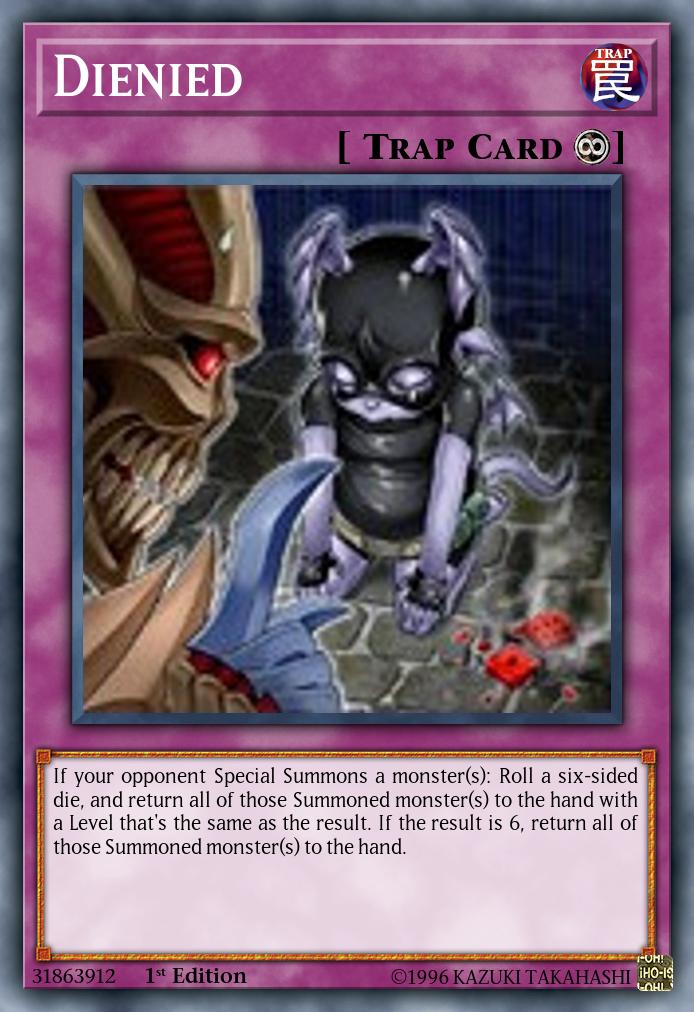 Dienied
TRAP
罠
[ Trap Card ]
If your opponent Special Summons a monster(s): Roll a six-sided
die, and return all of those Summoned monster(s) to the hand with
a Level that's the same as the result. If the result is 6, return all of
those Summoned monster(s) to the hand.
31863912 1st Edition ©1996 KAZUKI TAKAHASHI